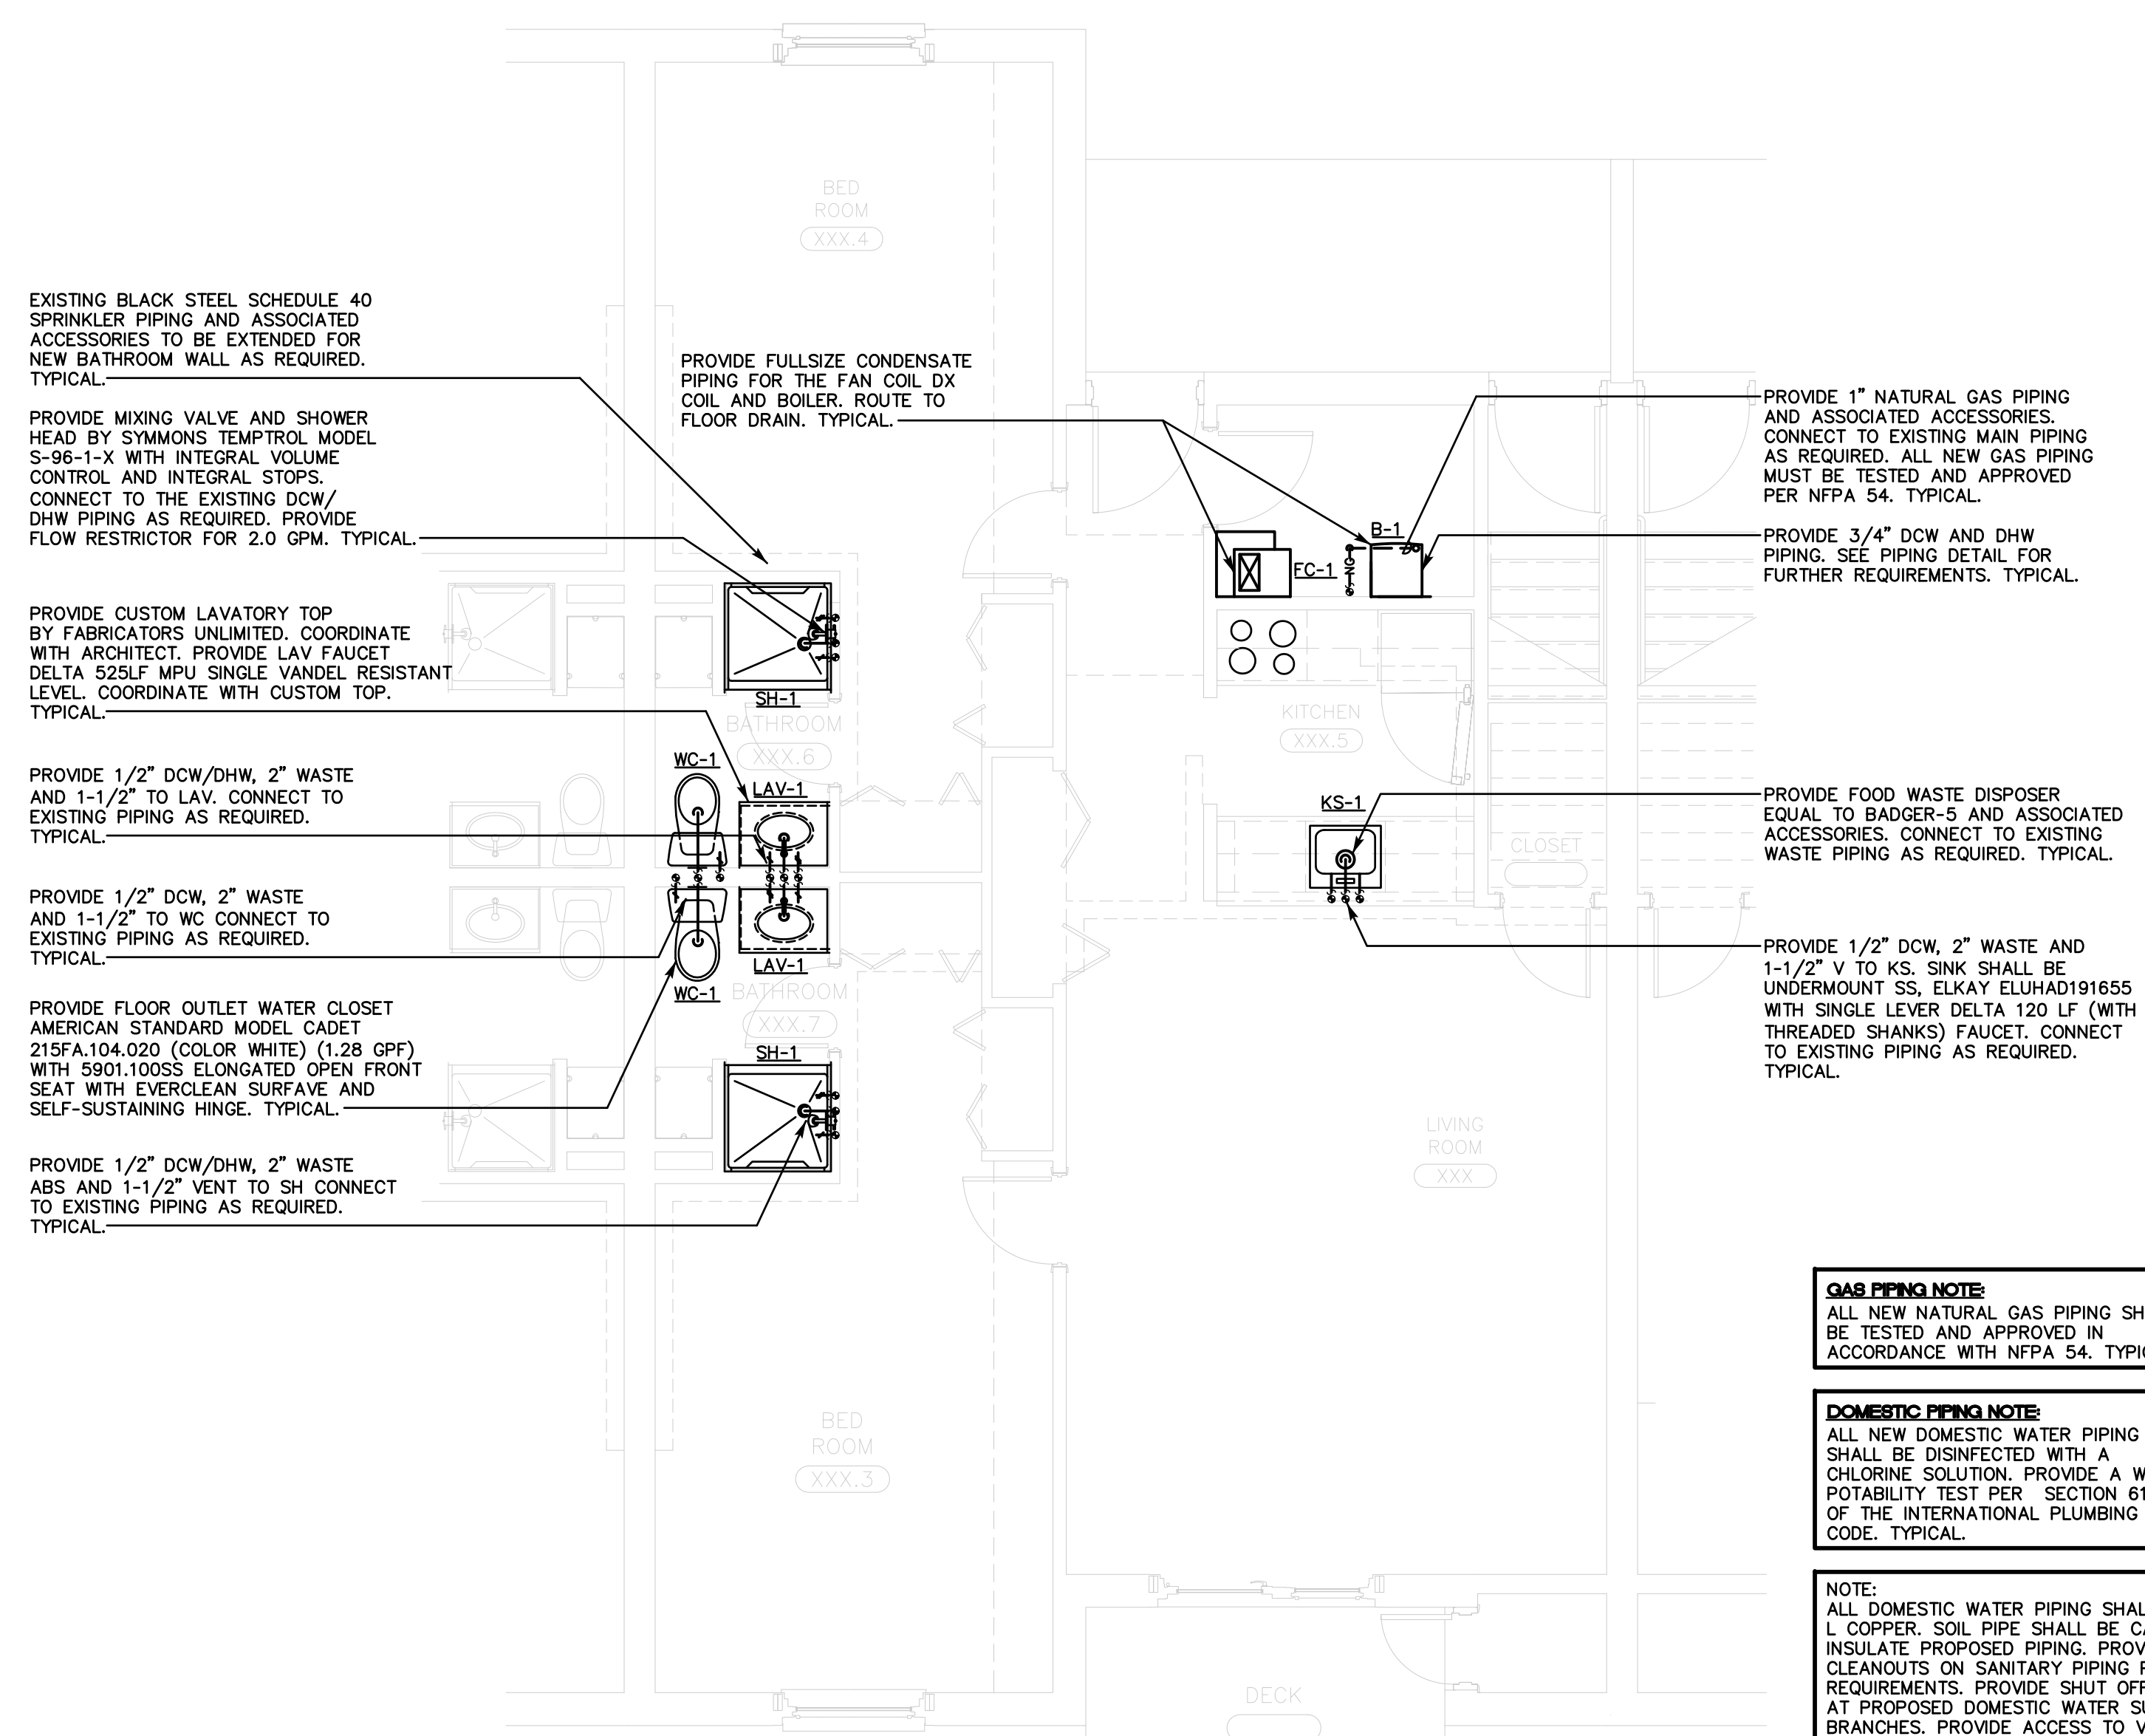 BED
ROOM
XXX.4
EXISTING BLACK STEEL SCHEDULE 40
SPRINKLER PIPING AND ASSOCIATED
ACCESSORIES TO BE EXTENDED FOR
NEW BATHROOM WALL AS REQUIRED.
TYPICAL.
PROVIDE MIXING VALVE AND SHOWER
HEAD BY SYMMONS TEMPTROL MODEL
S-96-1-X WITH INTEGRAL VOLUME
CONTROL AND INTEGRAL STOPS.
CONNECT TO THE EXISTING DCW/
DHW PIPING AS REQUIRED. PROVIDE
FLOW RESTRICTOR FOR 2.0 GPM. TYPICAL.
PROVIDE CUSTOM LAVATORY TOP
BY FABRICATORS UNLIMITED. COORDINATE
WITH ARCHITECT. PROVIDE LAV FAUCET
DELTA 525LF MPU SINGLE VANDEL RESISTANT
LEVEL. COORDINATE WITH CUSTOM TOP.
TYPICAL.
PROVIDE 1/2" DCW/DHW, 2" WASTE
AND 1-1/2" TO LAV. CONNECT TO
EXISTING PIPING AS REQUIRED.
TYPICAL.
PROVIDE 1/2" DCW, 2" WASTE
AND 1-1/2" TO WC CONNECT TO
EXISTING PIPING AS REQUIRED.
TYPICAL.
PROVIDE FLOOR OUTLET WATER CLOSET
AMERICAN STANDARD MODEL CADET
215FA.104.020 (COLOR WHITE) (1.28 GPF)
WITH 5901.100SS ELONGATED OPEN FRONT
SEAT WITH EVERCLEAN SURFAVE AND
SELF-SUSTAINING HINGE. TYPICAL.
PROVIDE 1/2" DCW/DHW, 2" WASTE
ABS AND 1-1/2" VENT TO SH CONNECT
TO EXISTING PIPING AS REQUIRED.
TYPICAL.
PROVIDE FULLSIZE CONDENSATE
PIPING FOR THE FAN COIL DX
COIL AND BOILER. ROUTE TO
FLOOR DRAIN. TYPICAL.
B-1
FC-1
NG
SH-1
BATHROOM
XXX.6
WC-1
LAV-1
LAV-1
WC-1
BATHROOM
XXX.7
SH-1
KITCHEN
XXX.5
KS-1
CLOSET
LIVING
ROOM
XXX
BED
ROOM
XXX.3
DECK
PROVIDE 1" NATURAL GAS PIPING
AND ASSOCIATED ACCESSORIES.
CONNECT TO EXISTING MAIN PIPING
AS REQUIRED. ALL NEW GAS PIPING
MUST BE TESTED AND APPROVED
PER NFPA 54. TYPICAL.
PROVIDE 3/4" DCW AND DHW
PIPING. SEE PIPING DETAIL FOR
FURTHER REQUIREMENTS. TYPICAL.
PROVIDE FOOD WASTE DISPOSER
EQUAL TO BADGER-5 AND ASSOCIATED
ACCESSORIES. CONNECT TO EXISTING
WASTE PIPING AS REQUIRED. TYPICAL.
PROVIDE 1/2" DCW, 2" WASTE AND
1-1/2" V TO KS. SINK SHALL BE
UNDERMOUNT SS, ELKAY ELUHAD191655
WITH SINGLE LEVER DELTA 120 LF (WITH
THREADED SHANKS) FAUCET. CONNECT
TO EXISTING PIPING AS REQUIRED.
TYPICAL.
GAS PIPING NOTE:
ALL NEW NATURAL GAS PIPING SH
BE TESTED AND APPROVED IN
ACCORDANCE WITH NFPA 54. TYPI
DOMESTIC PIPING NOTE:
ALL NEW DOMESTIC WATER PIPING
SHALL BE DISINFECTED WITH A
CHLORINE SOLUTION. PROVIDE A W
POTABILITY TEST PER SECTION 61
OF THE INTERNATIONAL PLUMBING
CODE. TYPICAL.
NOTE:
ALL DOMESTIC WATER PIPING SHAL
L COPPER. SOIL PIPE SHALL BE CA
INSULATE PROPOSED PIPING. PROV
CLEANOUTS ON SANITARY PIPING
REQUIREMENTS. PROVIDE SHUT OFF
AT PROPOSED DOMESTIC WATER SU
BRANCHES. PROVIDE ACCESS TO V